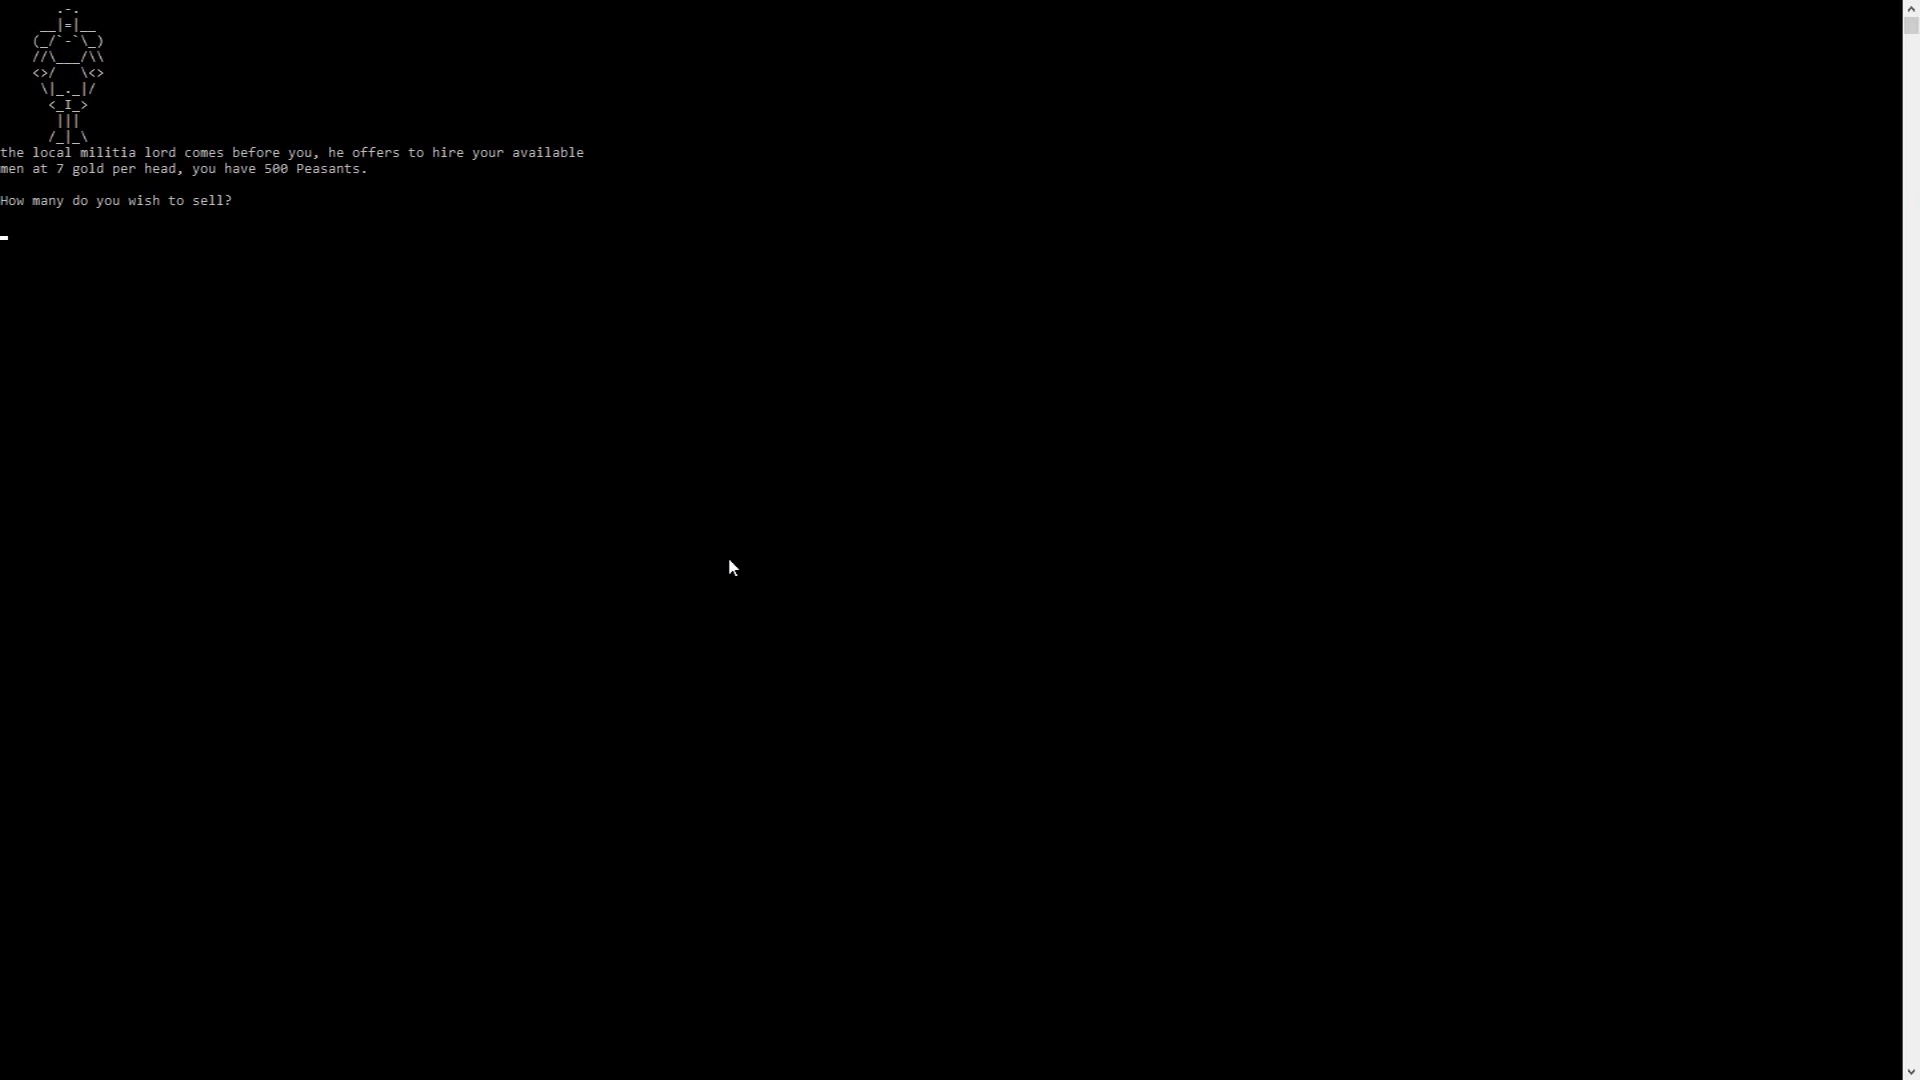 the local militia lord comes before you, he offers to hire your available
men at 7 gold per head, you have 500 Peasants.
How many do you wish to sell?